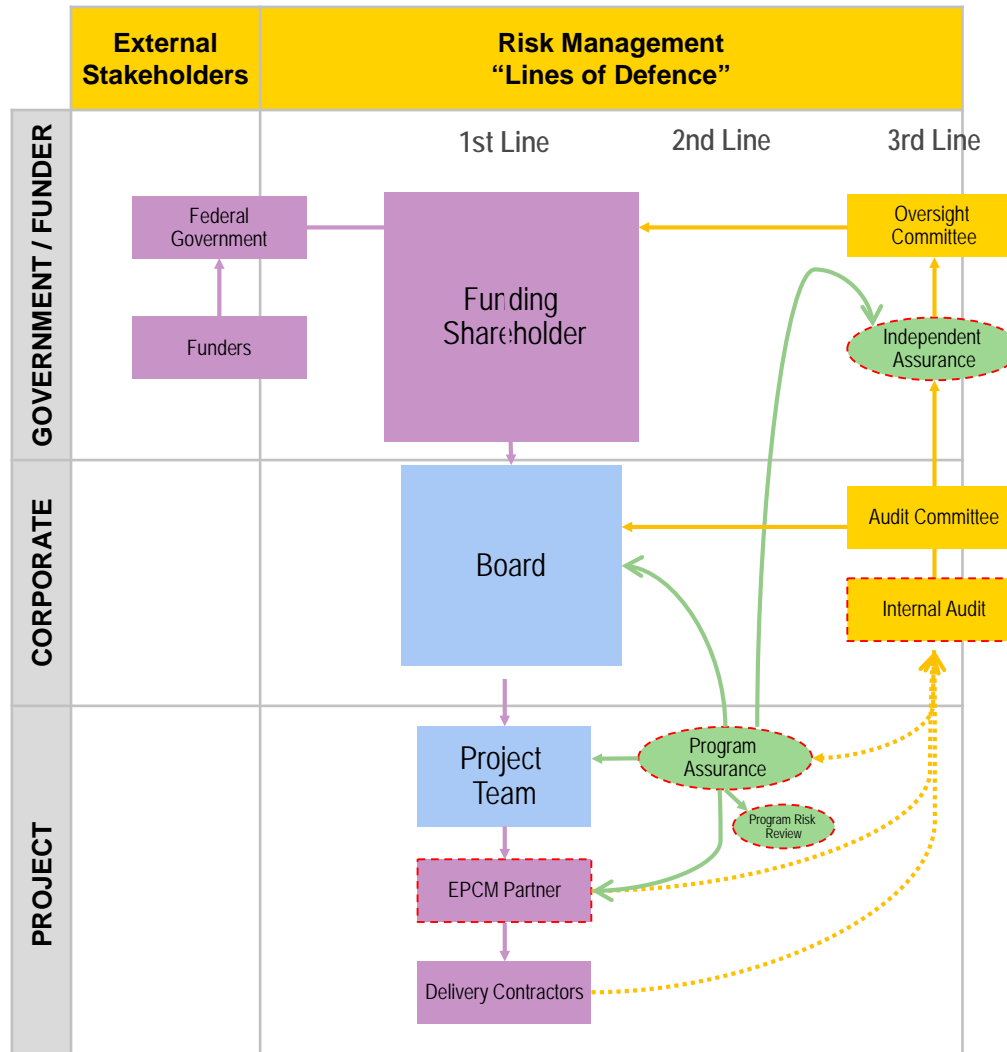 External
Stakeholders
Risk Management
“Lines of Defence”
GOVERNMENT / FUNDER
1st Line
2nd Line
3rd Line
Federal
Government
Funders
Funding
Shareholder
Oversight
Committee
Independent
Assurance
CORPORATE
Board
Audit Committee
Internal Audit
PROJECT
Project
Team
Program
Assurance
Program Risk
Review
EPCM Partner
Delivery Contractors